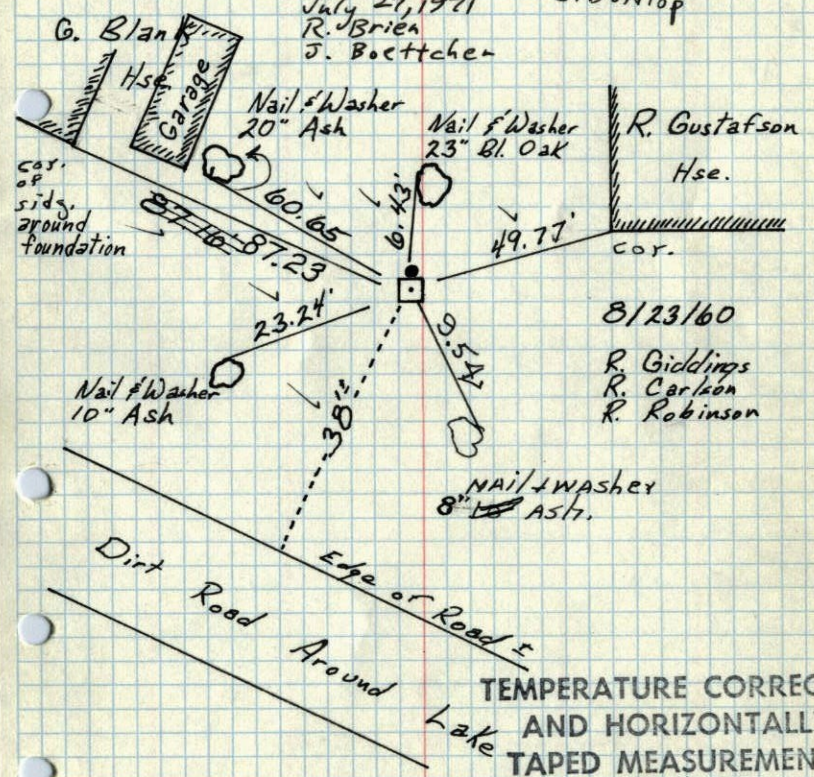 July 27, 1971
G. Blank
R. Brien
J. Boettcher
Hse.
Garage
Nail & Washer
20" Ash
Nail & Washer
23" Bl. Oak
R. Gustafson
Hse.
cor.
of
sidg.
around
foundation
60.65
6.43'
49.77'
cor.
87.16'
87.23
23.24'
9.54'
8/23/60
R. Giddings
R. Carlson
R. Robinson
Nail & Washer
10" Ash
38'±
NAil & WAsher
8" ASh.
Edge of Road ±
Dirt Road Around Lake
TEMPERATURE CORREC
AND HORIZONTALL
TAPED MEASUREMEN